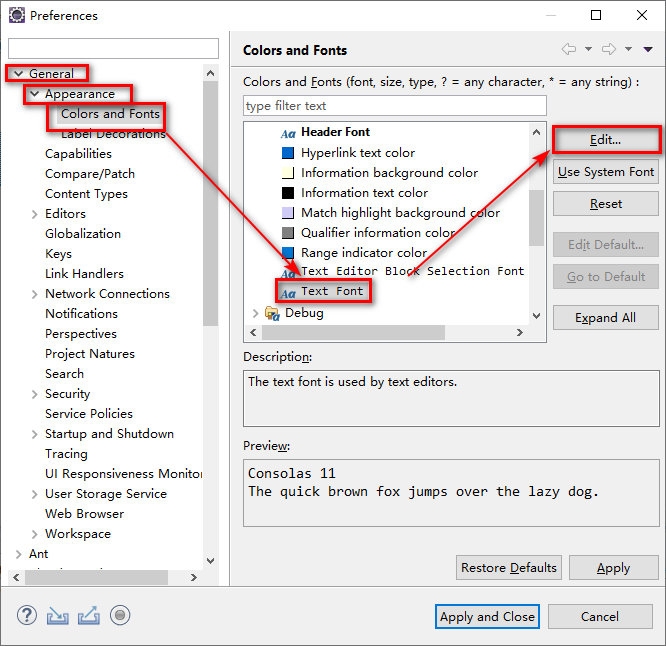 Preferences
Colors and Fonts
General
Appearance
Colors and Fonts
Label Decorations
Capabilities
Compare/Patch
Content Types
Editors
Globalization
Keys
Link Handlers
Network Connections
Notifications
Perspectives
Project Natures
Search
Security
Service Policies
Startup and Shutdown
Tracing
UI Responsiveness Monitor
User Storage Service
Web Browser
Workspace
Ant
Colors and Fonts (font, size, type, ? = any character, * = any string) :
type filter text
Aa Header Font
Hyperlink text color
Information background color
Information text color
Match highlight background color
Qualifier information color
Range indicator color
Aa Text Editor Block Selection Font
Aa Text Font
Debug
Edit...
Use System Font
Reset
Edit Default...
Go to Default
Expand All
Description:
The text font is used by text editors.
Preview:
Consolas 11
The quick brown fox jumps over the lazy dog.
Restore Defaults
Apply
?
Apply and Close
Cancel